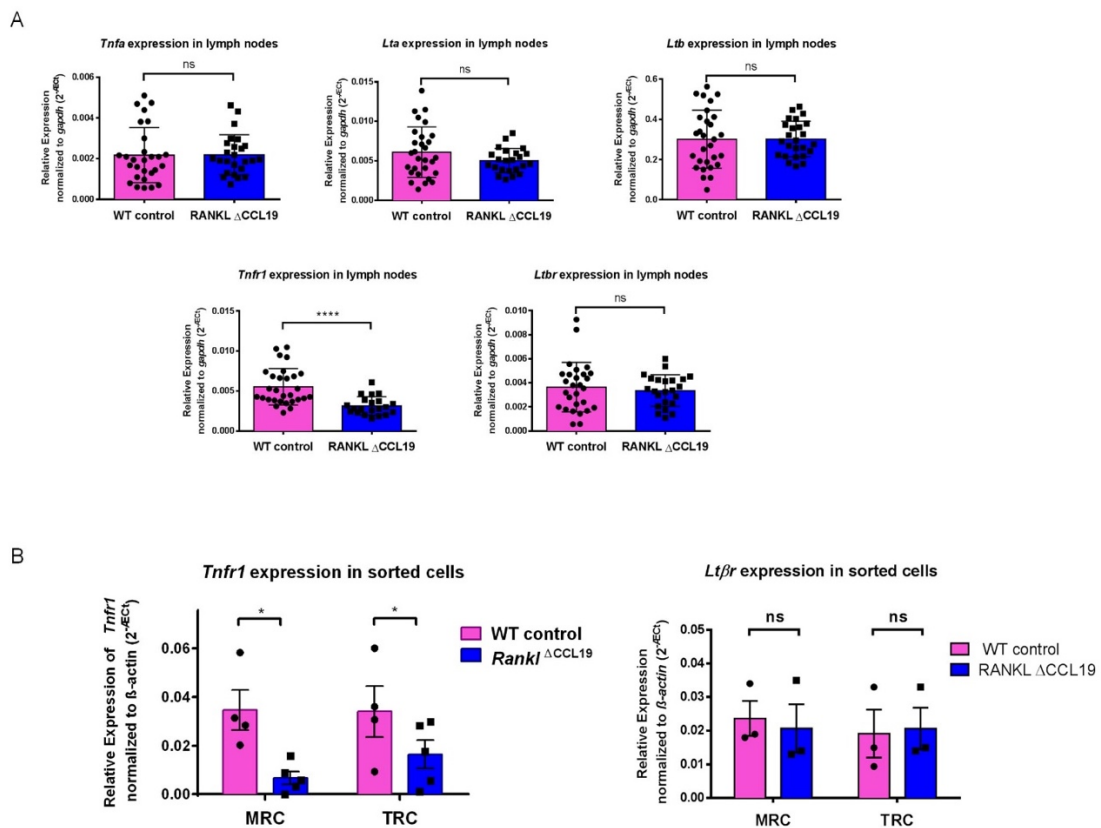 A
Tnfa expression in lymph nodes
Relative Expression
normalized to gapdh (2^-ÆCt)
ns
0.006
0.004
0.002
0.000
WT control
RANKL ΔCCL19
Lta expression in lymph nodes
Relative Expression
normalized to gapdh (2^-ÆCt)
ns
0.015
0.010
0.005
0.000
WT control
RANKL ΔCCL19
Ltb expression in lymph nodes
Relative Expression
normalized to gapdh (2^-ÆCt)
ns
0.6
0.4
0.2
0.0
WT control
RANKL ΔCCL19
Tnfr1 expression in lymph nodes
Relative Expression
normalized to gapdh (2^-ÆCt)
****
0.015
0.010
0.005
0.000
WT control
RANKL ΔCCL19
Ltbr expression in lymph nodes
Relative Expression
normalized to gapdh (2^-ÆCt)
ns
0.010
0.008
0.006
0.004
0.002
0.000
WT control
RANKL ΔCCL19
B
Tnfr1 expression in sorted cells
Relative Expression of Tnfr1
normalized to ß-actin (2^-ÆCt)
*
*
0.06
0.04
0.02
0.00
MRC
TRC
WT control
Rankl ΔCCL19
Ltβr expression in sorted cells
Relative Expression
normalized to ß-actin (2^-ÆCt)
ns
ns
0.05
0.04
0.03
0.02
0.01
0.00
MRC
TRC
WT control
RANKL ΔCCL19